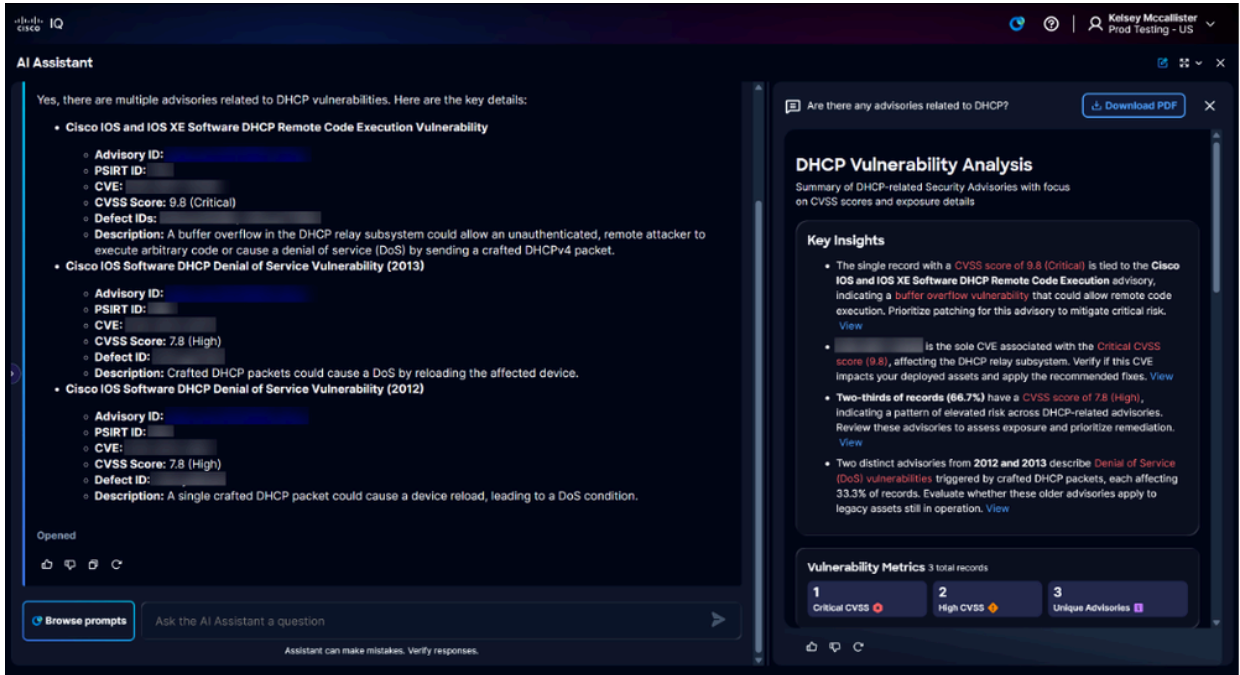 cisco IQ
Kelsey Mccallister
Prod Testing - US
AI Assistant
Yes, there are multiple advisories related to DHCP vulnerabilities. Here are the key details:
• Cisco IOS and IOS XE Software DHCP Remote Code Execution Vulnerability
◦ Advisory ID:
◦ PSIRT ID:
◦ CVE:
◦ CVSS Score: 9.8 (Critical)
◦ Defect IDs:
◦ Description: A buffer overflow in the DHCP relay subsystem could allow an unauthenticated, remote attacker to
execute arbitrary code or cause a denial of service (DoS) by sending a crafted DHCPv4 packet.
• Cisco IOS Software DHCP Denial of Service Vulnerability (2013)
◦ Advisory ID:
◦ PSIRT ID:
◦ CVE:
◦ CVSS Score: 7.8 (High)
◦ Defect ID:
◦ Description: Crafted DHCP packets could cause a DoS by reloading the affected device.
• Cisco IOS Software DHCP Denial of Service Vulnerability (2012)
◦ Advisory ID:
◦ PSIRT ID:
◦ CVE:
◦ CVSS Score: 7.8 (High)
◦ Defect ID:
◦ Description: A single crafted DHCP packet could cause a device reload, leading to a DoS condition.
Opened
Browse prompts
Ask the AI Assistant a question
Assistant can make mistakes. Verify responses.
Are there any advisories related to DHCP?
Download PDF
DHCP Vulnerability Analysis
Summary of DHCP-related Security Advisories with focus
on CVSS scores and exposure details
Key Insights
• The single record with a CVSS score of 9.8 (Critical) is tied to the Cisco
IOS and IOS XE Software DHCP Remote Code Execution advisory,
indicating a buffer overflow vulnerability that could allow remote code
execution. Prioritize patching for this advisory to mitigate critical risk.
View
• is the sole CVE associated with the Critical CVSS
score (9.8), affecting the DHCP relay subsystem. Verify if this CVE
impacts your deployed assets and apply the recommended fixes. View
• Two-thirds of records (66.7%) have a CVSS score of 7.8 (High),
indicating a pattern of elevated risk across DHCP-related advisories.
Review these advisories to assess exposure and prioritize remediation.
View
• Two distinct advisories from 2012 and 2013 describe Denial of Service
(DoS) vulnerabilities triggered by crafted DHCP packets, each affecting
33.3% of records. Evaluate whether these older advisories apply to
legacy assets still in operation. View
Vulnerability Metrics 3 total records
1
Critical CVSS
2
High CVSS
3
Unique Advisories